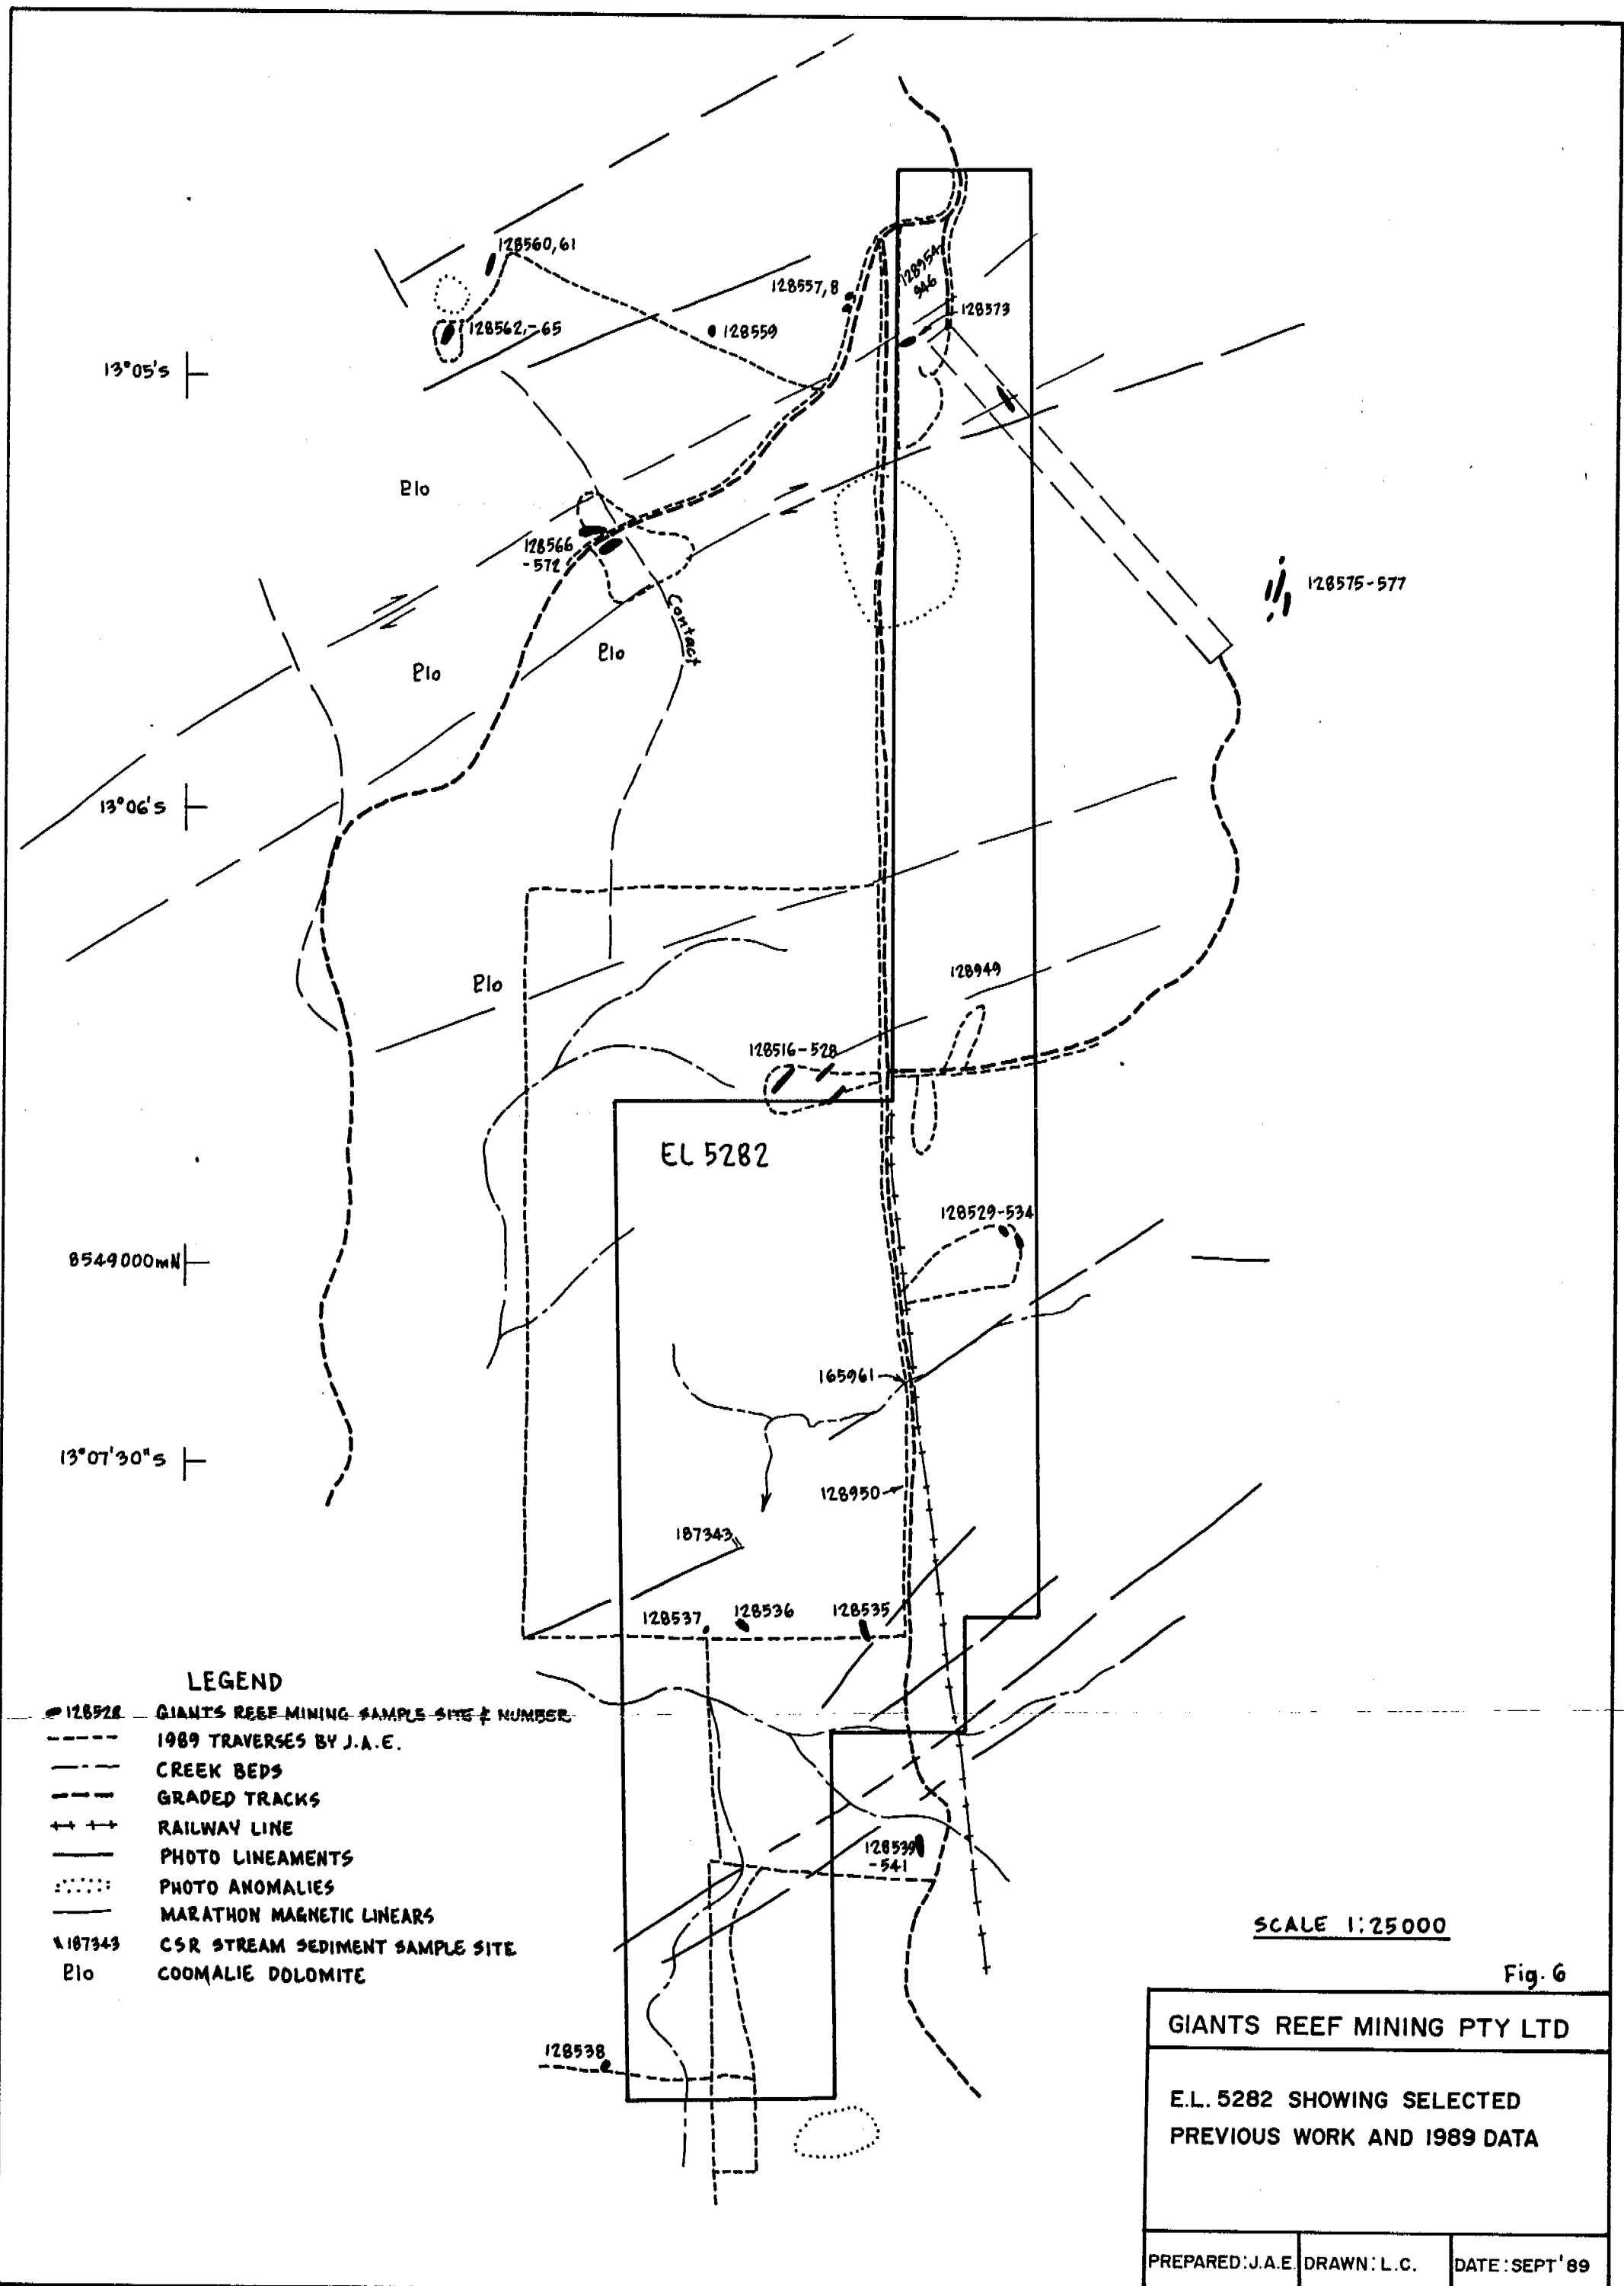 128560,61
128557,8
128954-
946
128562,-65
128559
128573
13°05's
Plo
128566
-572
128575-577
Contact
Plo
Plo
13°06's
Plo
128949
128516-528
EL 5282
128529-534
8549000mN
165961
13°07'30"s
128950
187343
128537
128536
128535
LEGEND
128528 GIANTS REEF MINING SAMPLE SITE & NUMBER
1989 TRAVERSES BY J.A.E.
CREEK BEDS
GRADED TRACKS
RAILWAY LINE
PHOTO LINEAMENTS
PHOTO ANOMALIES
MARATHON MAGNETIC LINEARS
187343 CSR STREAM SEDIMENT SAMPLE SITE
Plo COOMALIE DOLOMITE
128539
-541
128538
SCALE 1:25000
Fig. 6
GIANTS REEF MINING PTY LTD
E.L. 5282 SHOWING SELECTED
PREVIOUS WORK AND 1989 DATA
PREPARED: J.A.E. DRAWN: L.C. DATE: SEPT'89